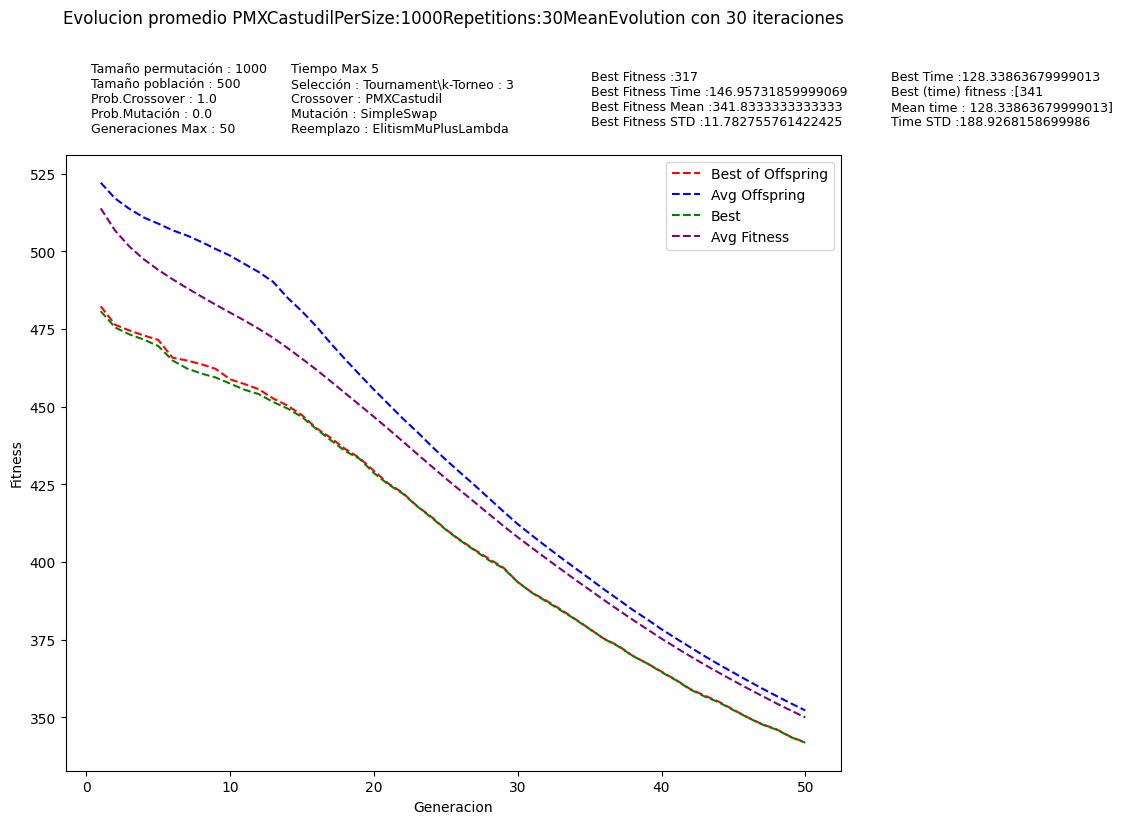 Evolucion promedio PMXCastudilPerSize:1000Repetitions:30MeanEvolution con 30 iteraciones
Tamaño permutación : 1000
Tamaño población : 500
Prob.Crossover : 1.0
Prob.Mutación : 0.0
Generaciones Max : 50
Tiempo Max 5
Selección : Tournament\k-Torneo : 3
Crossover : PMXCastudil
Mutación : SimpleSwap
Reemplazo : ElitismMuPlusLambda
Best Fitness :317
Best Fitness Time :146.95731859999069
Best Fitness Mean :341.8333333333333
Best Fitness STD :11.782755761422425
Best Time :128.33863679999013
Best (time) fitness :[341
Mean time : 128.33863679999013]
Time STD :188.9268158699986
Best of Offspring
Avg Offspring
Best
Avg Fitness
Fitness
525
500
475
450
425
400
375
350
0
10
20
30
40
50
Generacion